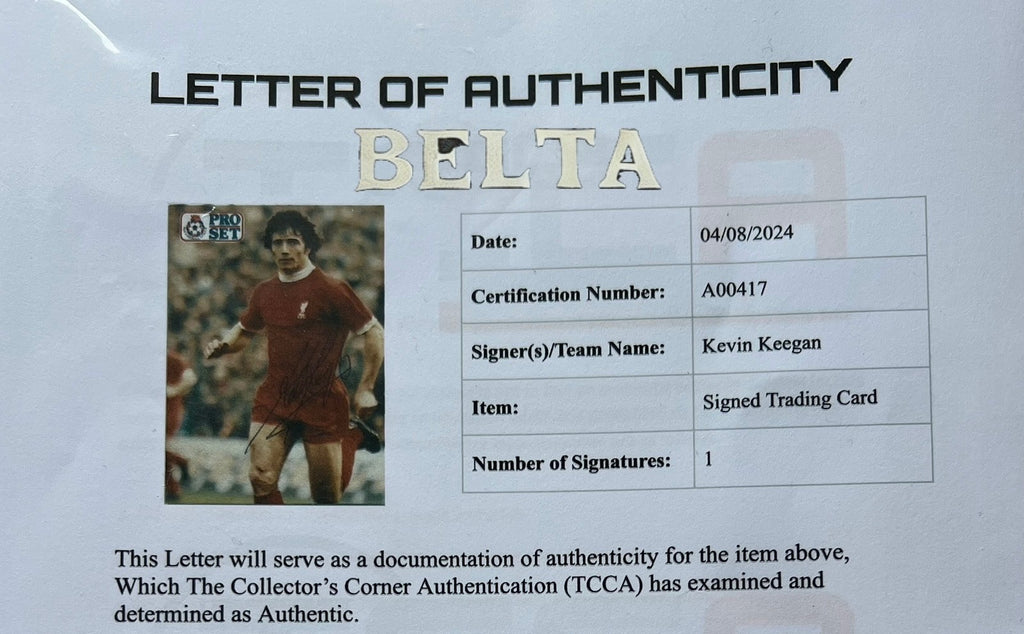 LETTER OF AUTHENTICITY
BELTA
PRO
SET
Date: 04/08/2024
Certification Number: A00417
Signer(s)/Team Name: Kevin Keegan
Item: Signed Trading Card
Number of Signatures: 1
This Letter will serve as a documentation of authenticity for the item above,
Which The Collector's Corner Authentication (TCCA) has examined and
determined as Authentic.